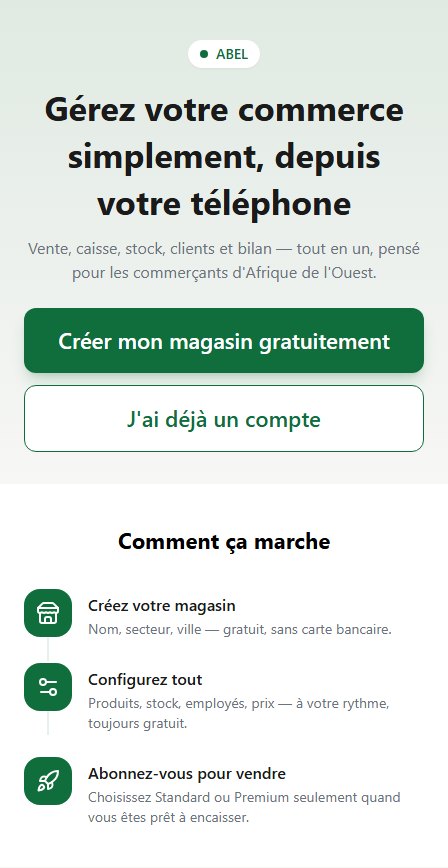 ABEL
Gérez votre commerce
simplement, depuis
votre téléphone
Vente, caisse, stock, clients et bilan — tout en un, pensé
pour les commerçants d'Afrique de l'Ouest.
Créer mon magasin gratuitement
J'ai déjà un compte
Comment ça marche
Créez votre magasin
Nom, secteur, ville — gratuit, sans carte bancaire.
Configurez tout
Produits, stock, employés, prix — à votre rythme,
toujours gratuit.
Abonnez-vous pour vendre
Choisissez Standard ou Premium seulement quand
vous êtes prêt à encaisser.